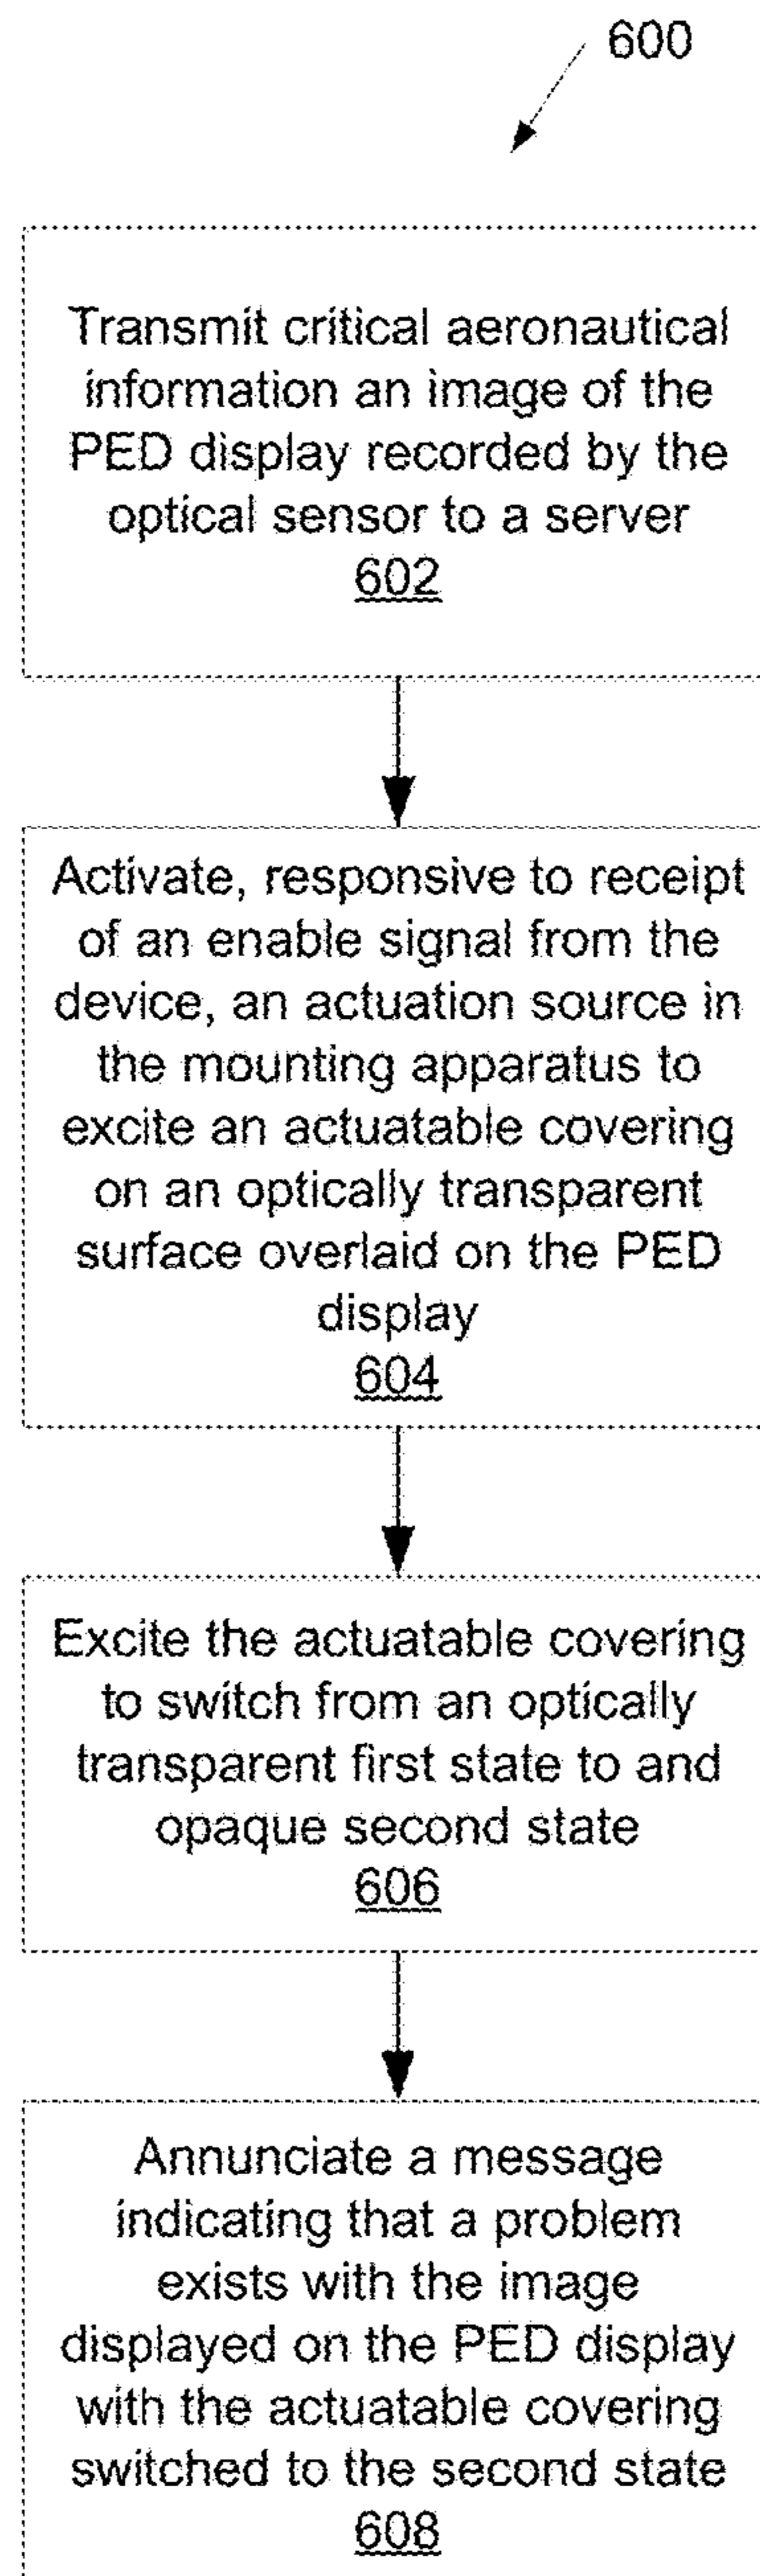 600
Transmit critical aeronautical
information an image of the
PED display recorded by the
optical sensor to a server
602
Activate, responsive to receipt
of an enable signal from the
device, an actuation source in
the mounting apparatus to
excite an actuatable covering
on an optically transparent
surface overlaid on the PED
display
604
Excite the actuatable covering
to switch from an optically
transparent first state to and
opaque second state
606
Annunciate a message
indicating that a problem
exists with the image
displayed on the PED display
with the actuatable covering
switched to the second state
608